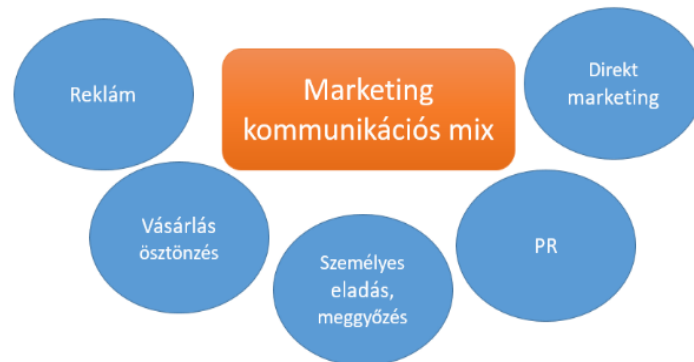 Marketing
kommunikációs mix
Reklám
Vásárlás
ösztönzés
Személyes
eladás,
meggyőzés
PR
Direkt
marketing